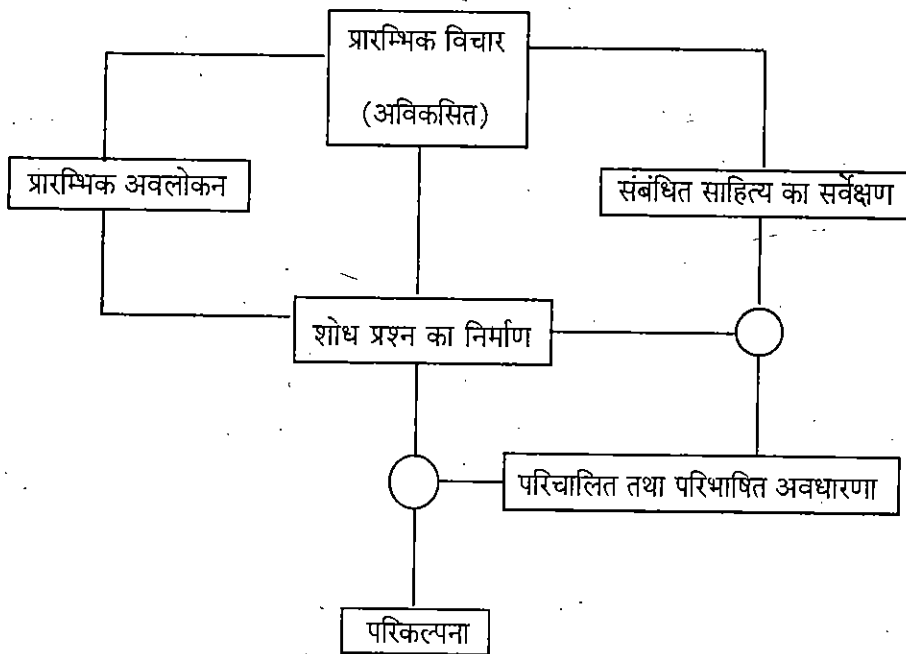 प्रारम्भिक विचार
(अविकसित)
प्रारम्भिक अवलोकन
संबंधित साहित्य का सर्वेक्षण
शोध प्रश्न का निर्माण
परिचालित तथा परिभाषित अवधारणा
परिकल्पना